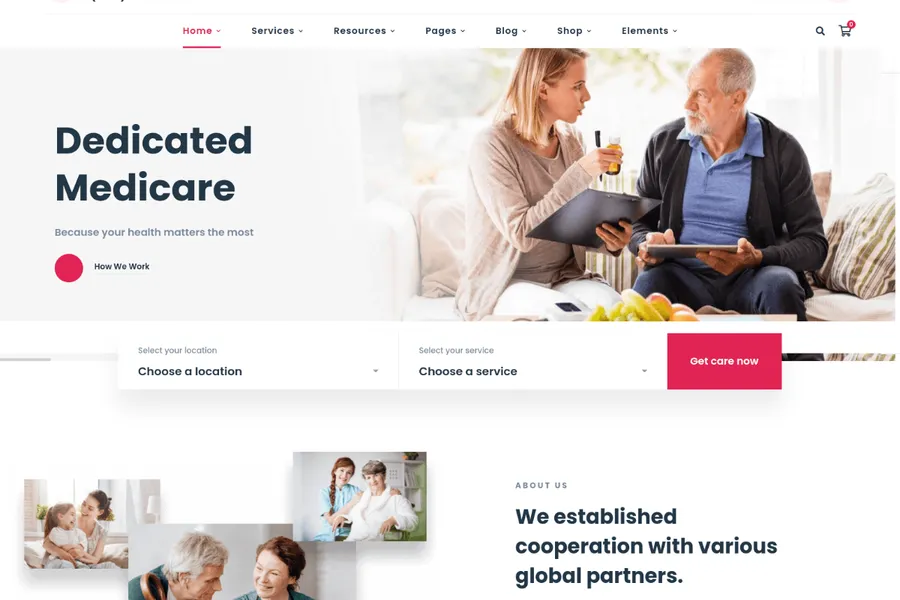 Home
Services
Resources
Pages
Blog
Shop
Elements
0
Dedicated
Medicare
Because your health matters the most
How We Work
Select your location
Choose a location
Select your service
Choose a service
Get care now
ABOUT US
We established
cooperation with various
global partners.